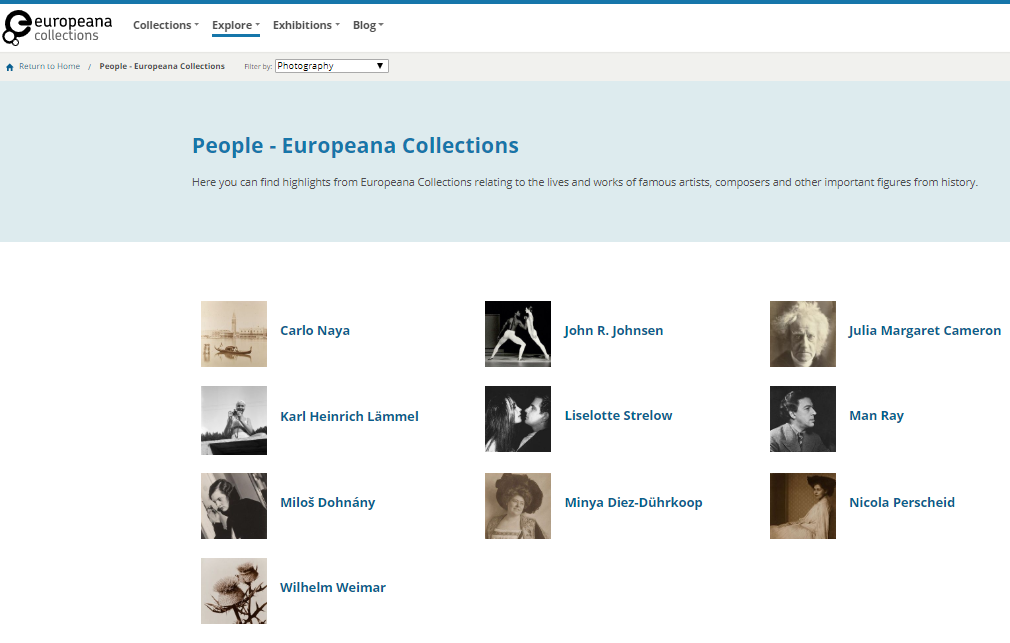 europeana
collections
Collections Explore Exhibitions Blog
Return to Home / People - Europeana Collections Filter by: Photography
People - Europeana Collections
Here you can find highlights from Europeana Collections relating to the lives and works of famous artists, composers and other important figures from history.
Carlo Naya
John R. Johnsen
Julia Margaret Cameron
Karl Heinrich Lämmel
Liselotte Strelow
Man Ray
Miloš Dohnány
Minya Diez-Dührkoop
Nicola Perscheid
Wilhelm Weimar